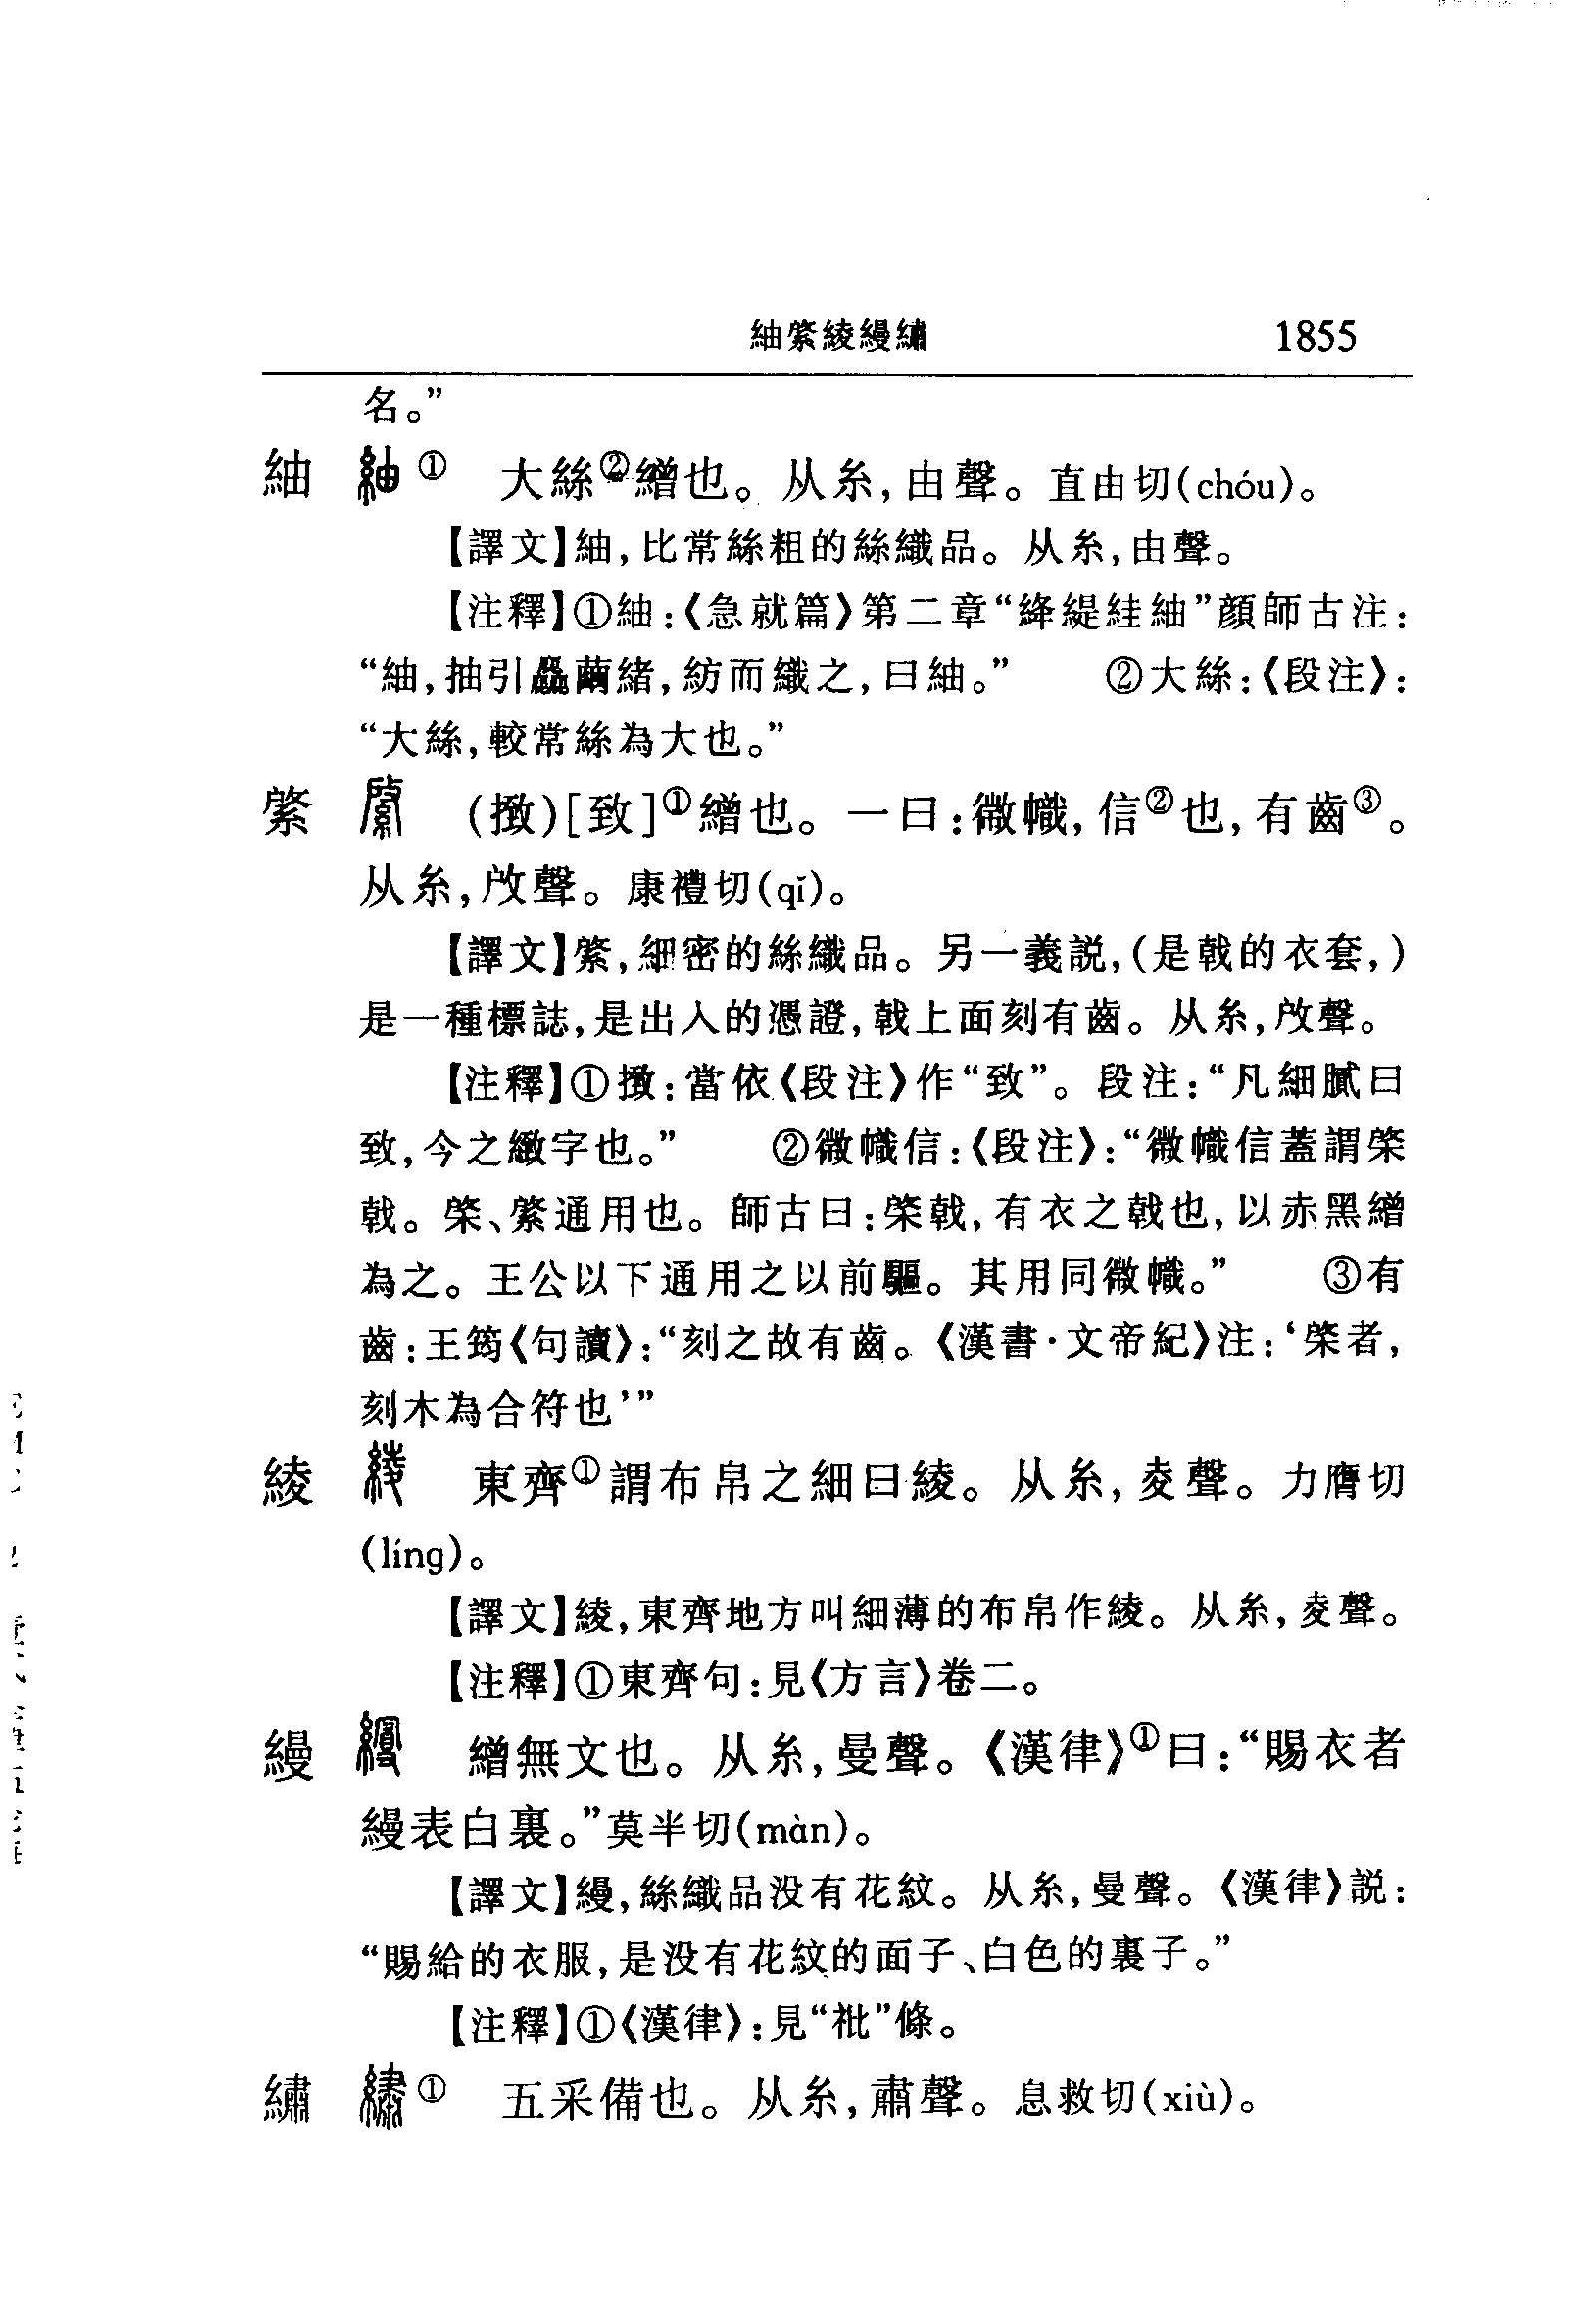 紬綮綾縵繡 1855
名。”
紬 紬① 大絲②繒也。从糸,由聲。直由切(chóu)。
【譯文】紬,比常絲粗的絲織品。从糸,由聲。
【注釋】①紬:《急就篇》第二章“絳緹絓紬”顔師古注:
“紬,抽引麤繭緒,紡而織之,曰紬。” ②大絲:《段注》:
“大絲,較常絲為大也。”
綮 綮 (㨖)[致]①繒也。一曰:微幟,信②也,有齒③。
从糸,啟聲。康禮切(qǐ)。
【譯文】綮,細密的絲織品。另一義説,(是戟的衣套,)
是一種標誌,是出入的憑證,戟上面刻有齒。从糸,啟聲。
【注釋】①㨖:當依《段注》作“致”。段注:“凡細膩曰
致,今之緻字也。” ②微幟信:《段注》:“微幟信蓋謂棨
戟。棨、綮通用也。師古曰:棨戟,有衣之戟也,以赤黑繒
為之。王公以下通用之以前驅。其用同微幟。” ③有
齒:王筠《句讀》:“刻之故有齒。《漢書·文帝紀》注:‘棨者,
刻木為合符也’”
綾 綾 東齊①謂布帛之細曰綾。从糸,夌聲。力膺切
(líng)。
【譯文】綾,東齊地方叫細薄的布帛作綾。从糸,夌聲。
【注釋】①東齊句:見《方言》卷二。
縵 縵 繒無文也。从糸,曼聲。《漢律》①曰:“賜衣者
縵表白裏。”莫半切(màn)。
【譯文】縵,絲織品没有花紋。从糸,曼聲。《漢律》説:
“賜給的衣服,是没有花紋的面子、白色的裏子。”
【注釋】①《漢律》:見“祉”條。
繡 繡① 五采備也。从糸,肅聲。息救切(xiù)。